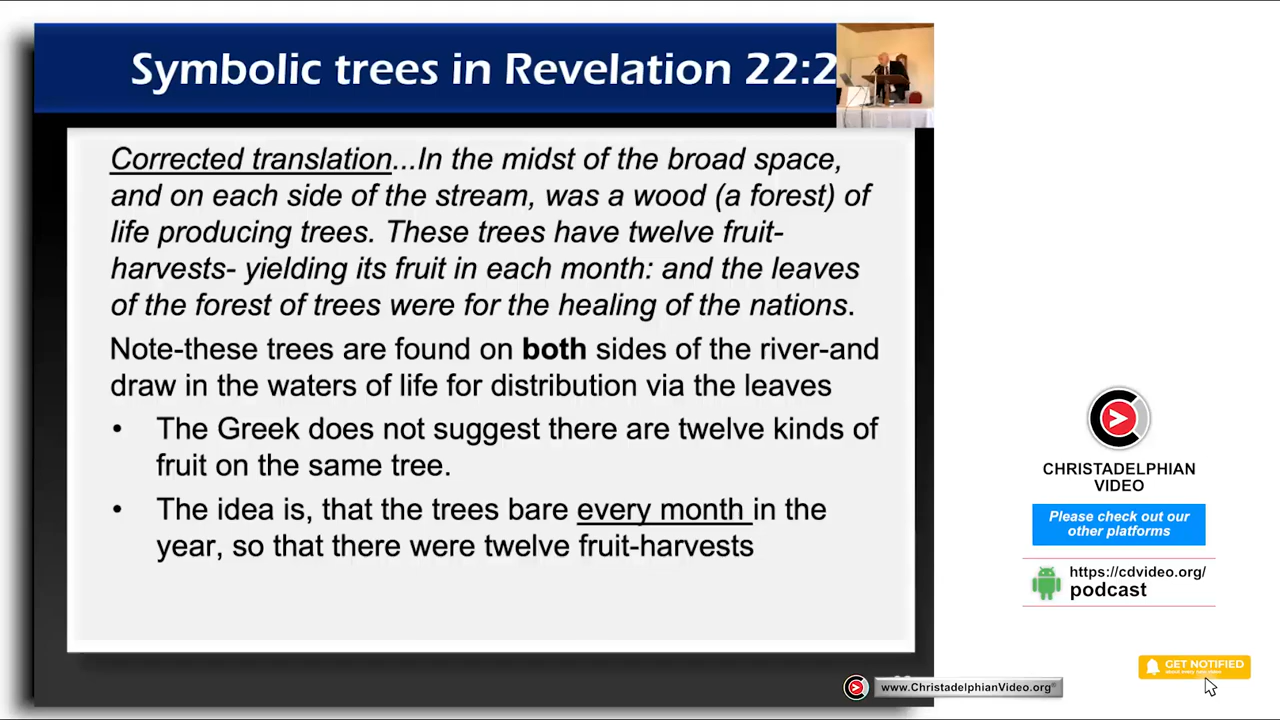 Symbolic trees in Revelation 22:2
Corrected translation...In the midst of the broad space,
and on each side of the stream, was a wood (a forest) of
life producing trees. These trees have twelve fruit-
harvests- yielding its fruit in each month: and the leaves
of the forest of trees were for the healing of the nations.
Note-these trees are found on both sides of the river-and
draw in the waters of life for distribution via the leaves
• The Greek does not suggest there are twelve kinds of
fruit on the same tree.
• The idea is, that the trees bare every month in the
year, so that there were twelve fruit-harvests
CHRISTADELPHIAN
VIDEO
Please check out our
other platforms
https://cdvideo.org/
podcast
GET NOTIFIED
about every new video
www.ChristadelphianVideo.org®